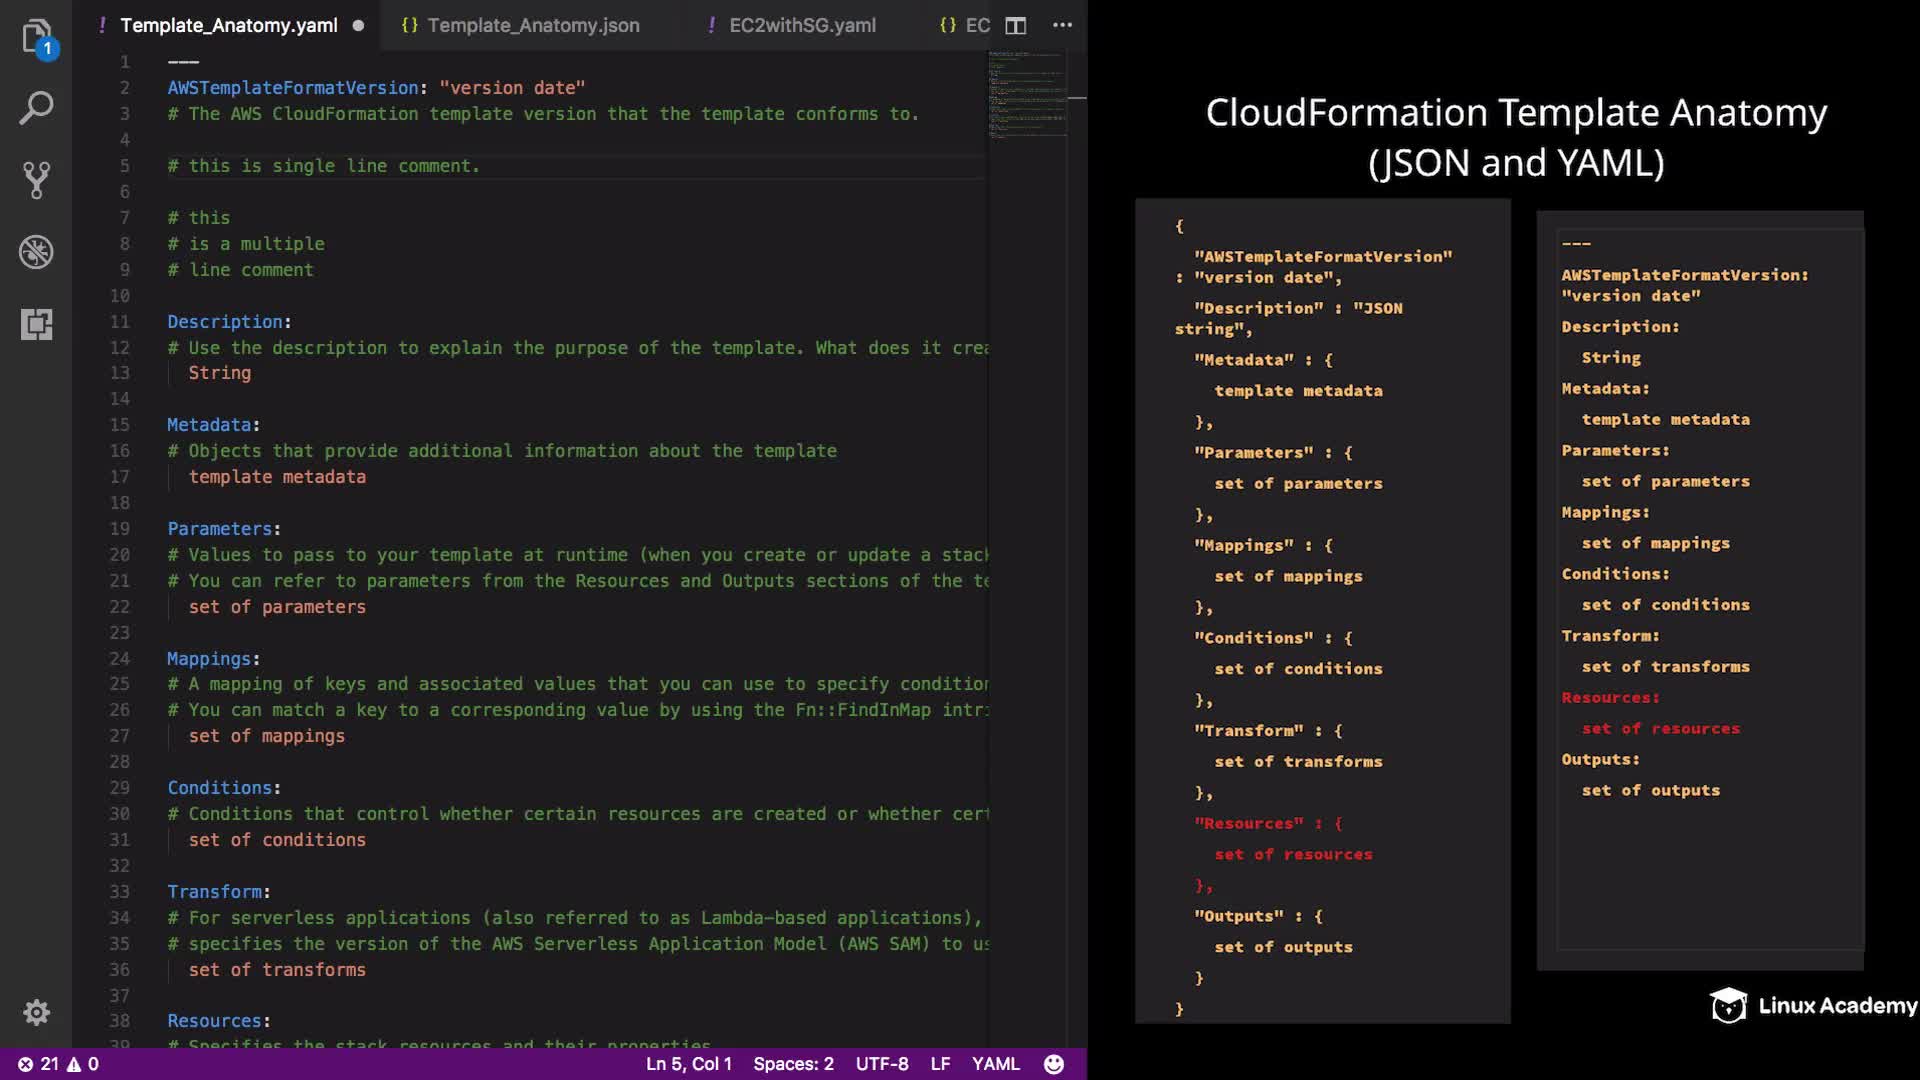 ! Template_Anatomy.yaml ●
{} Template_Anatomy.json
! EC2withSG.yaml
{} EC
1
1 ---
2 AWSTemplateFormatVersion: "version date"
3 # The AWS CloudFormation template version that the template conforms to.
4
5 # this is single line comment.
6
7 # this
8 # is a multiple
9 # line comment
10
11 Description:
12 # Use the description to explain the purpose of the template. What does it crea
13 String
14
15 Metadata:
16 # Objects that provide additional information about the template
17 template metadata
18
19 Parameters:
20 # Values to pass to your template at runtime (when you create or update a stack
21 # You can refer to parameters from the Resources and Outputs sections of the te
22 set of parameters
23
24 Mappings:
25 # A mapping of keys and associated values that you can use to specify condition
26 # You can match a key to a corresponding value by using the Fn::FindInMap intri
27 set of mappings
28
29 Conditions:
30 # Conditions that control whether certain resources are created or whether cert
31 set of conditions
32
33 Transform:
34 # For serverless applications (also referred to as Lambda-based applications),
35 # specifies the version of the AWS Serverless Application Model (AWS SAM) to us
36 set of transforms
37
38 Resources:
39 # Specifies the stack resources and their properties
21 0
Ln 5, Col 1
Spaces: 2
UTF-8
LF
YAML
CloudFormation Template Anatomy
(JSON and YAML)
{
"AWSTemplateFormatVersion"
: "version date",
"Description" : "JSON
string",
"Metadata" : {
template metadata
},
"Parameters" : {
set of parameters
},
"Mappings" : {
set of mappings
},
"Conditions" : {
set of conditions
},
"Transform" : {
set of transforms
},
"Resources" : {
set of resources
},
"Outputs" : {
set of outputs
}
}
---
AWSTemplateFormatVersion:
"version date"
Description:
String
Metadata:
template metadata
Parameters:
set of parameters
Mappings:
set of mappings
Conditions:
set of conditions
Transform:
set of transforms
Resources:
set of resources
Outputs:
set of outputs
Linux Academy